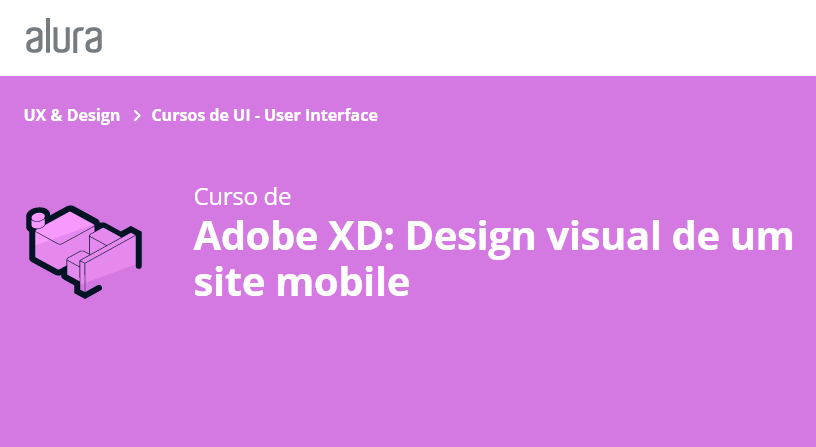 alura
UX & Design > Cursos de UI - User Interface
Curso de
Adobe XD: Design visual de um
site mobile